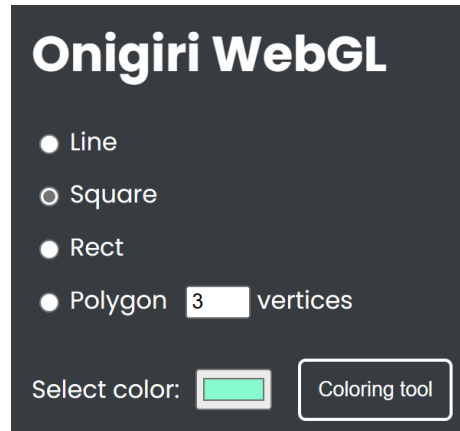 Onigiri WebGL
Line
Square
Rect
Polygon 3 vertices
Select color: Coloring tool